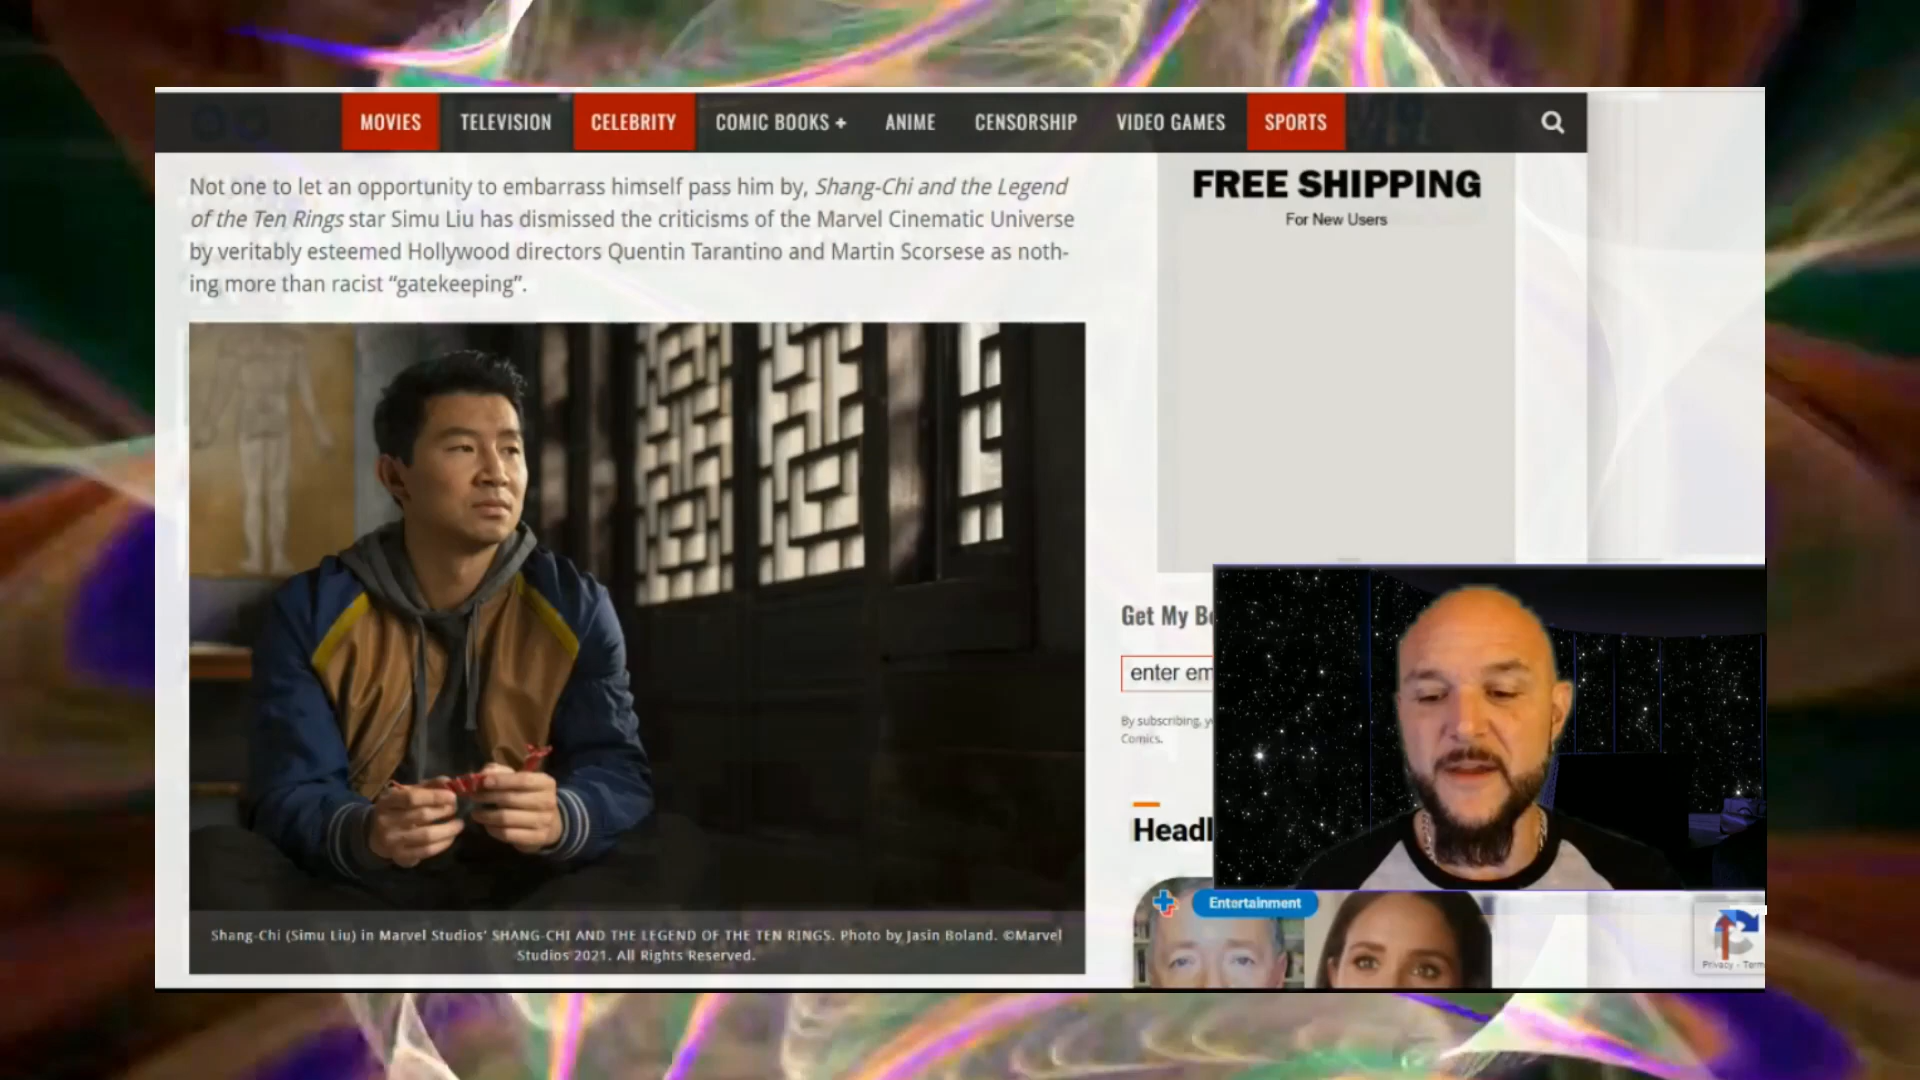 MOVIES TELEVISION CELEBRITY COMIC BOOKS + ANIME CENSORSHIP VIDEO GAMES SPORTS
Not one to let an opportunity to embarrass himself pass him by, Shang-Chi and the Legend
of the Ten Rings star Simu Liu has dismissed the criticisms of the Marvel Cinematic Universe
by veritably esteemed Hollywood directors Quentin Tarantino and Martin Scorsese as noth-
ing more than racist “gatekeeping”.
Shang-Chi (Simu Liu) in Marvel Studios' SHANG-CHI AND THE LEGEND OF THE TEN RINGS. Photo by Jasin Boland. ©Marvel
Studios 2021. All Rights Reserved.
FREE SHIPPING
For New Users
Get My
enter
By subscribing,
Comics.
Entertainment
Privacy